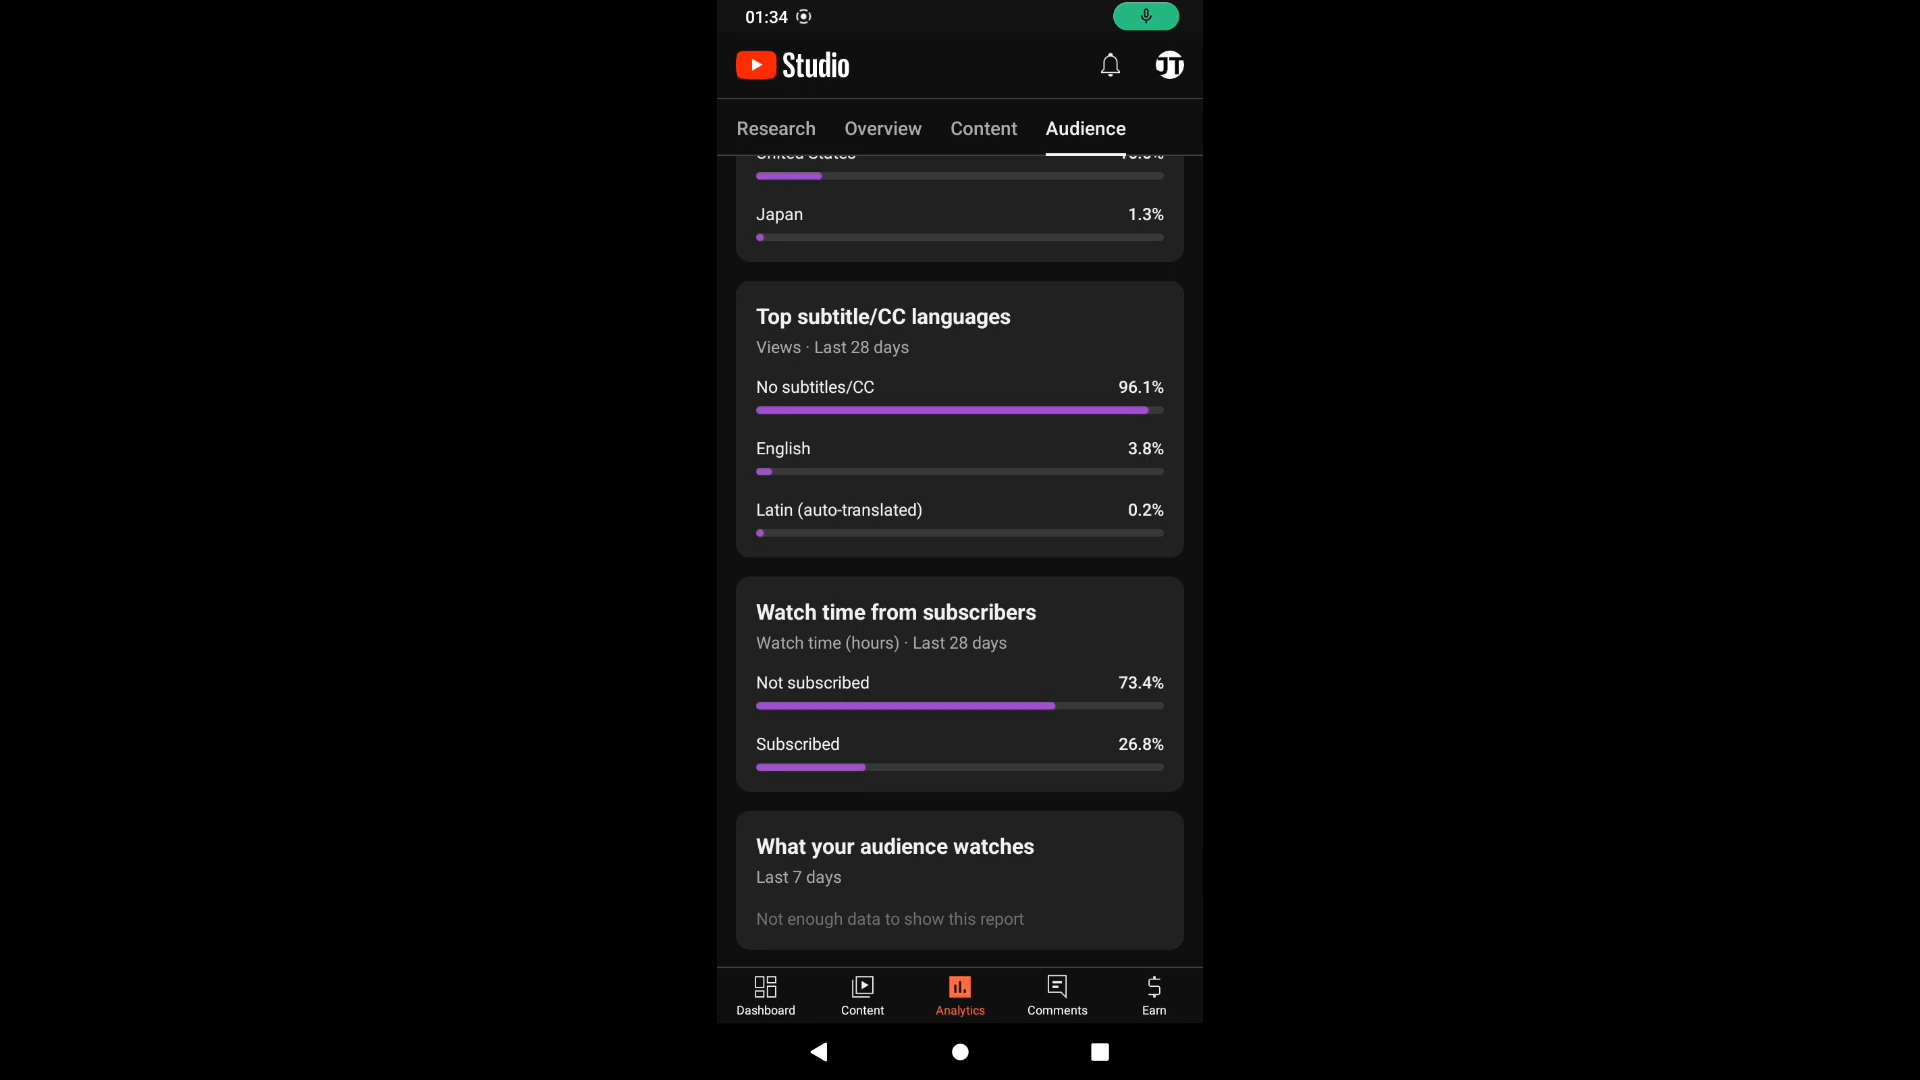 01:34
Studio
JT
Research Overview Content Audience
United States
Japan 1.3%
Top subtitle/CC languages
Views · Last 28 days
No subtitles/CC 96.1%
English 3.8%
Latin (auto-translated) 0.2%
Watch time from subscribers
Watch time (hours) · Last 28 days
Not subscribed 73.4%
Subscribed 26.8%
What your audience watches
Last 7 days
Not enough data to show this report
Dashboard Content Analytics Comments Earn